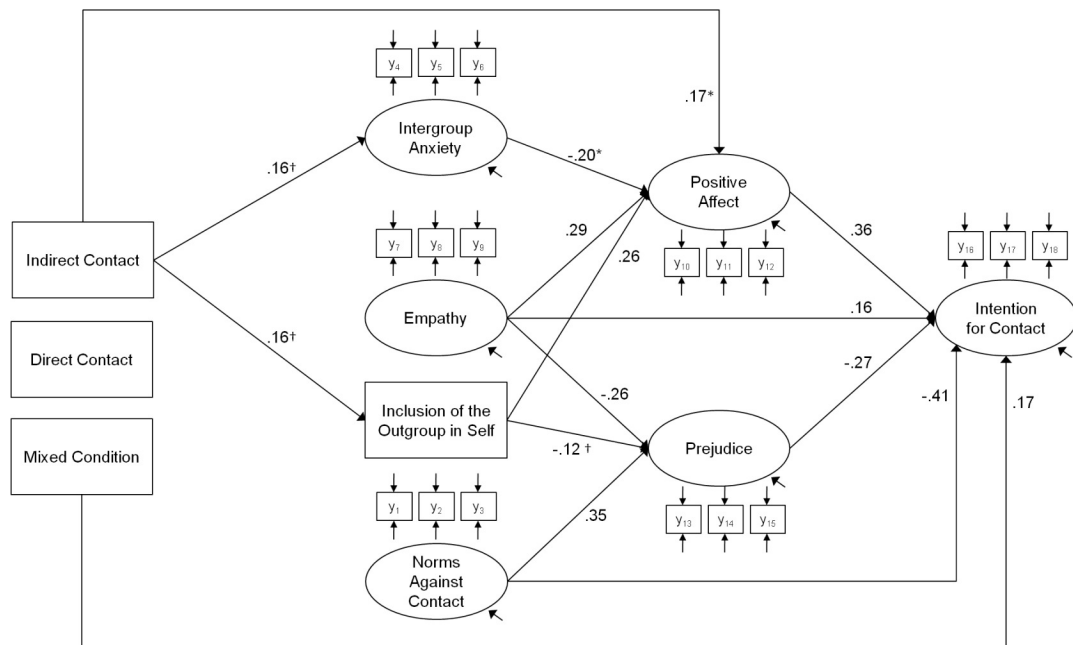 .17*
y4 y5 y6
Intergroup
Anxiety
.16†
-.20*
Positive
Affect
y7 y8 y9
.29
.26
.36
y16 y17 y18
Indirect Contact
y10 y11 y12
Empathy
.16
Intention
for Contact
.16†
Direct Contact
-.26
-.27
Inclusion of the
Outgroup in Self
-.41
.17
Mixed Condition
-.12 †
Prejudice
y1 y2 y3
.35
y13 y14 y15
Norms
Against
Contact